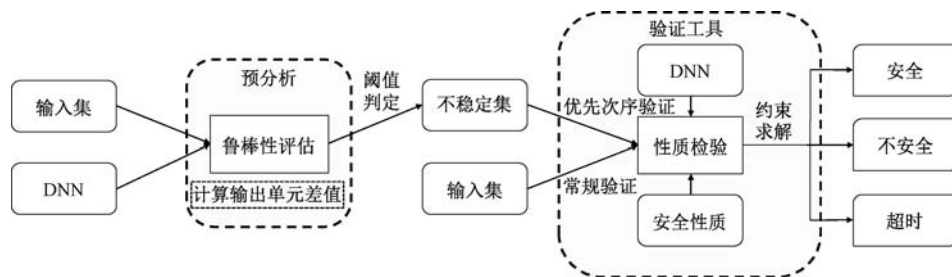 输入集
DNN
预分析
鲁棒性评估
计算输出单元差值
阈值
判定
不稳定集
输入集
优先次序验证
常规验证
验证工具
DNN
性质检验
安全性质
约束
求解
安全
不安全
超时